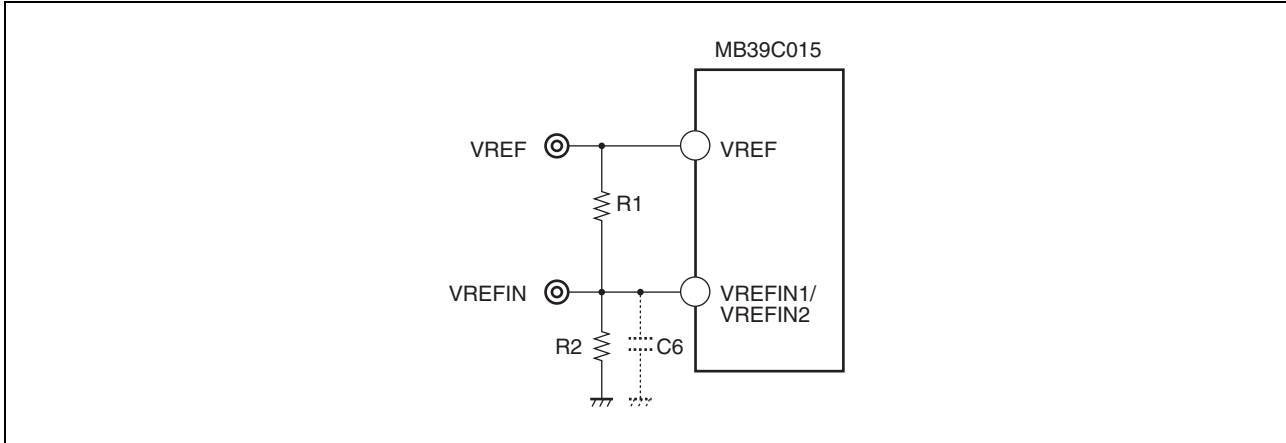 MB39C015
VREF
VREF
R1
VREFIN
VREFIN1/
VREFIN2
R2
C6